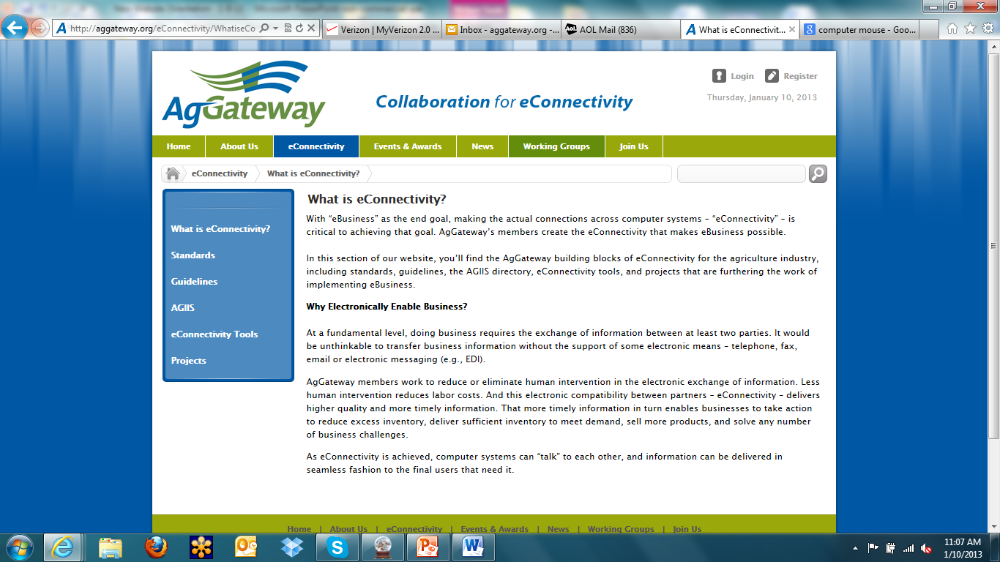 New Website Orientation - 1.8.12 - Microsoft PowerPoint non-commercial use
http://aggateway.org/eConnectivity/WhatiseCo
Verizon | MyVerizon 2.0 ...
Inbox - aggateway.org -...
AOL Mail (836)
What is eConnectivit...
computer mouse - Goo...
AgGateway
Collaboration for eConnectivity
Login
Register
Thursday, January 10, 2013
Home
About Us
eConnectivity
Events & Awards
News
Working Groups
Join Us
eConnectivity
What is eConnectivity?
What is eConnectivity?
Standards
Guidelines
AGIIS
eConnectivity Tools
Projects
What is eConnectivity?
With “eBusiness” as the end goal, making the actual connections across computer systems – “eConnectivity” – is
critical to achieving that goal. AgGateway’s members create the eConnectivity that makes eBusiness possible.
In this section of our website, you’ll find the AgGateway building blocks of eConnectivity for the agriculture industry,
including standards, guidelines, the AGIIS directory, eConnectivity tools, and projects that are furthering the work of
implementing eBusiness.
Why Electronically Enable Business?
At a fundamental level, doing business requires the exchange of information between at least two parties. It would
be unthinkable to transfer business information without the support of some electronic means – telephone, fax,
email or electronic messaging (e.g., EDI).
AgGateway members work to reduce or eliminate human intervention in the electronic exchange of information. Less
human intervention reduces labor costs. And this electronic compatibility between partners – eConnectivity – delivers
higher quality and more timely information. That more timely information in turn enables businesses to take action
to reduce excess inventory, deliver sufficient inventory to meet demand, sell more products, and solve any number
of business challenges.
As eConnectivity is achieved, computer systems can “talk” to each other, and information can be delivered in
seamless fashion to the final users that need it.
Home | About Us | eConnectivity | Events & Awards | News | Working Groups | Join Us
11:07 AM
1/10/2013